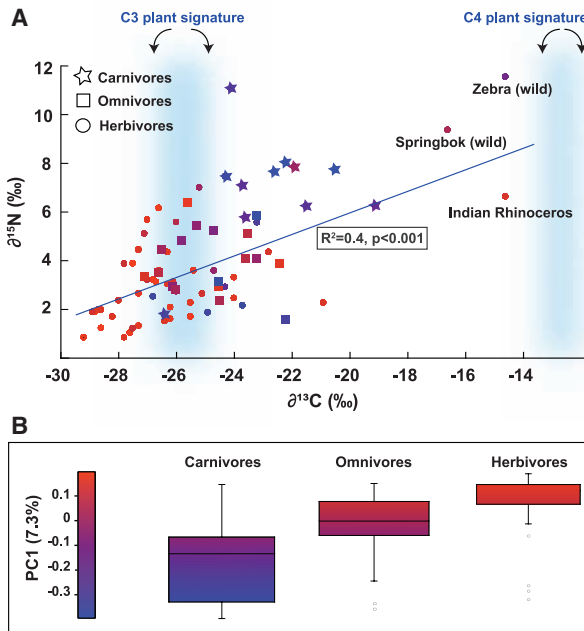 A
C3 plant signature
C4 plant signature
Carnivores
Omnivores
Herbivores
Zebra (wild)
Springbok (wild)
Indian Rhinoceros
R²=0.4, p<0.001
∂¹⁵N (‰)
12
10
8
6
4
2
-30
-28
-26
-24
-22
-20
-18
-16
-14
∂¹³C (‰)
B
Carnivores
Omnivores
Herbivores
PC1 (7.3%)
0.1
0
-0.1
-0.2
-0.3